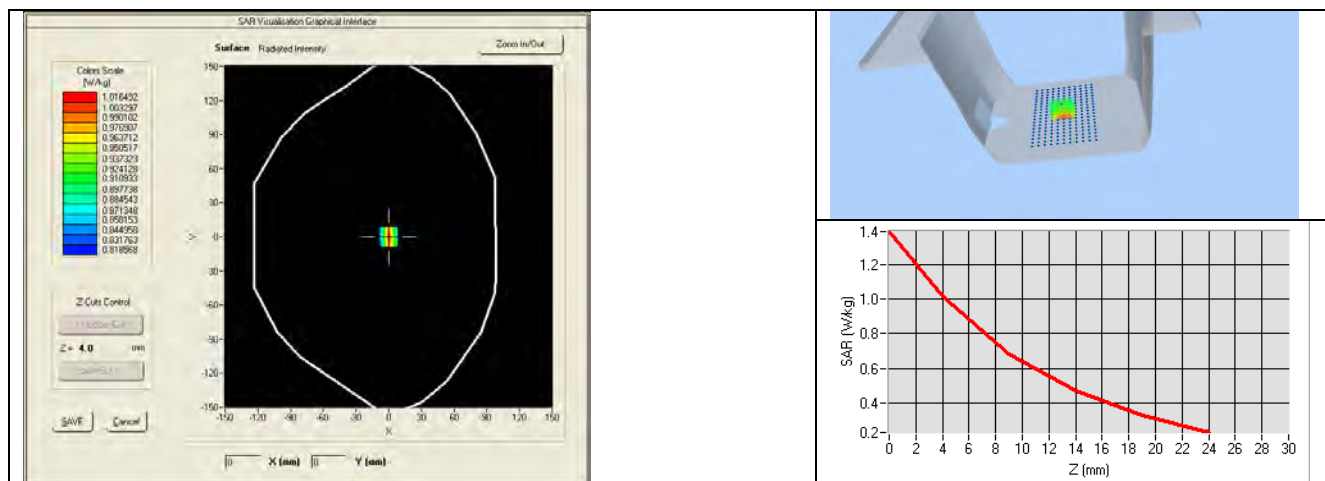 SAR Visualisation Graphical Interface
Surface Radiated Intensity
Zoom In/Out
Colors Scale
(W/kg)
1.016492
1.003297
0.990102
0.976907
0.963712
0.950517
0.937323
0.924128
0.910933
0.897738
0.884543
0.871348
0.858153
0.844958
0.831763
0.818568
Z Cuts Control
Z = 4.0 mm
SAVE Cancel
150
120
90
60
30
0
-30
-60
-90
-120
-150
Y
-150 -120 -90 -60 -30 0 30 60 90 120 150
X
0 X (mm) 0 Y (mm)
1.4
1.2
1.0
0.8
0.6
0.4
0.2
SAR (W/kg)
0 2 4 6 8 10 12 14 16 18 20 22 24 26 28 30
Z (mm)